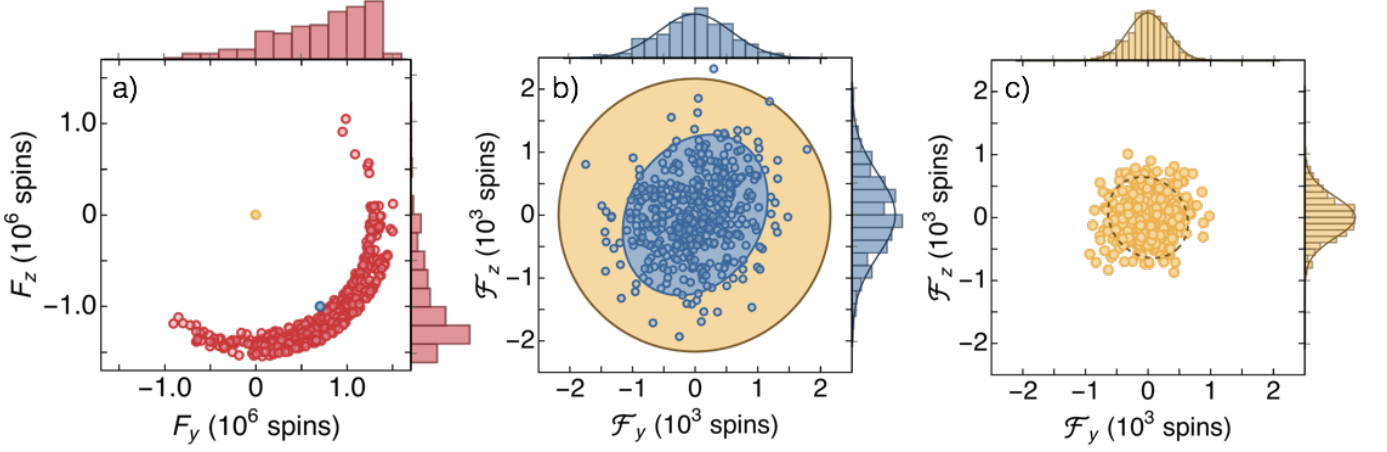 a)
1.0
0
−1.0
F_z (10^6 spins)
−1.0 0 1.0
F_y (10^6 spins)
b)
2
1
0
−1
−2
ℱ_z (10^3 spins)
−2 −1 0 1 2
ℱ_y (10^3 spins)
c)
2
1
0
−1
−2
ℱ_z (10^3 spins)
−2 −1 0 1 2
ℱ_y (10^3 spins)